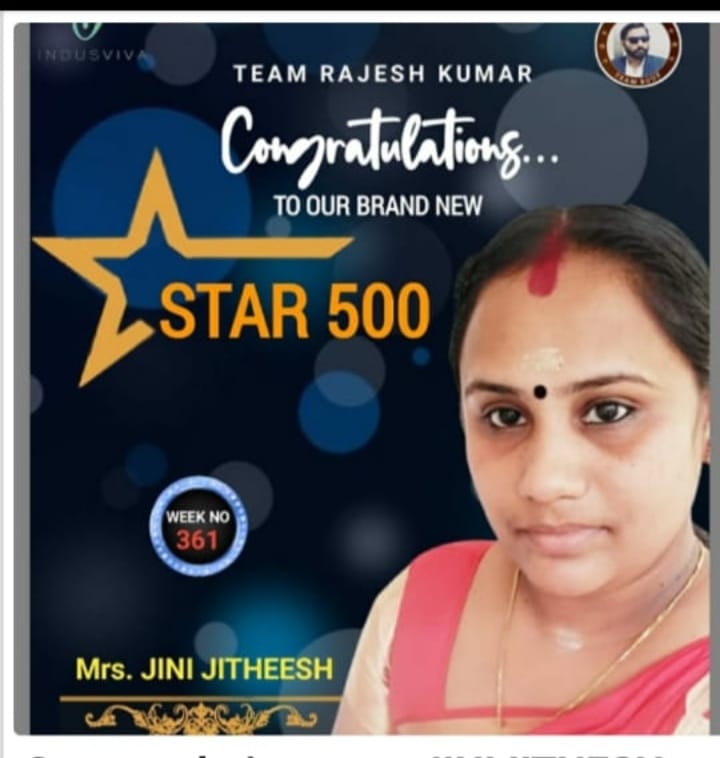 INDUSVIVA
TEAM RAJESH KUMAR
Congratulations...
TO OUR BRAND NEW
STAR 500
WEEK NO
361
Mrs. JINI JITHEESH